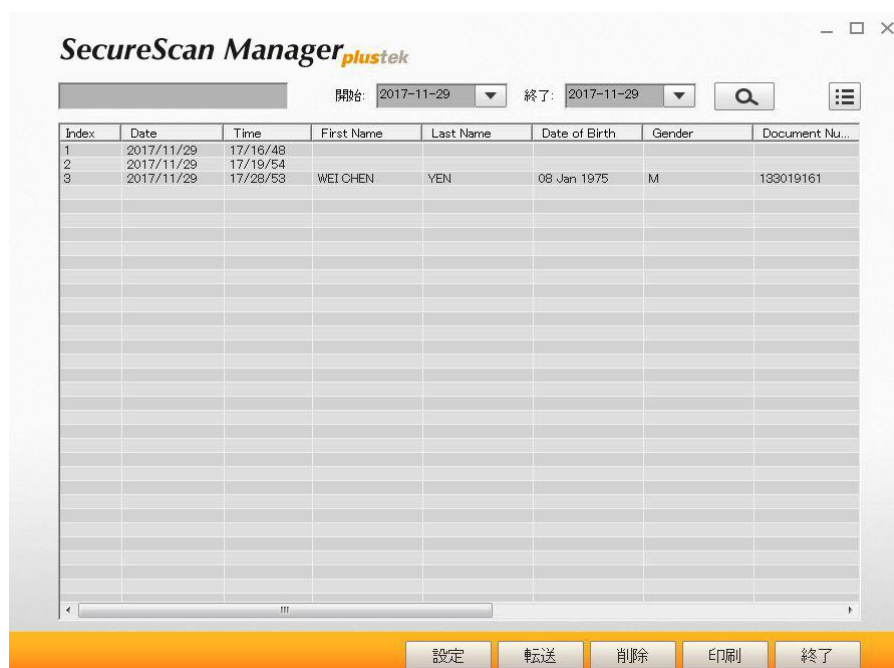 SecureScan Manager plustek
開始: 2017-11-29 終了: 2017-11-29
Index Date Time First Name Last Name Date of Birth Gender Document Nu...
1 2017/11/29 17/16/48
2 2017/11/29 17/19/54
3 2017/11/29 17/28/53 WEI CHEN YEN 08 Jan 1975 M 133019161
設定 転送 削除 印刷 終了